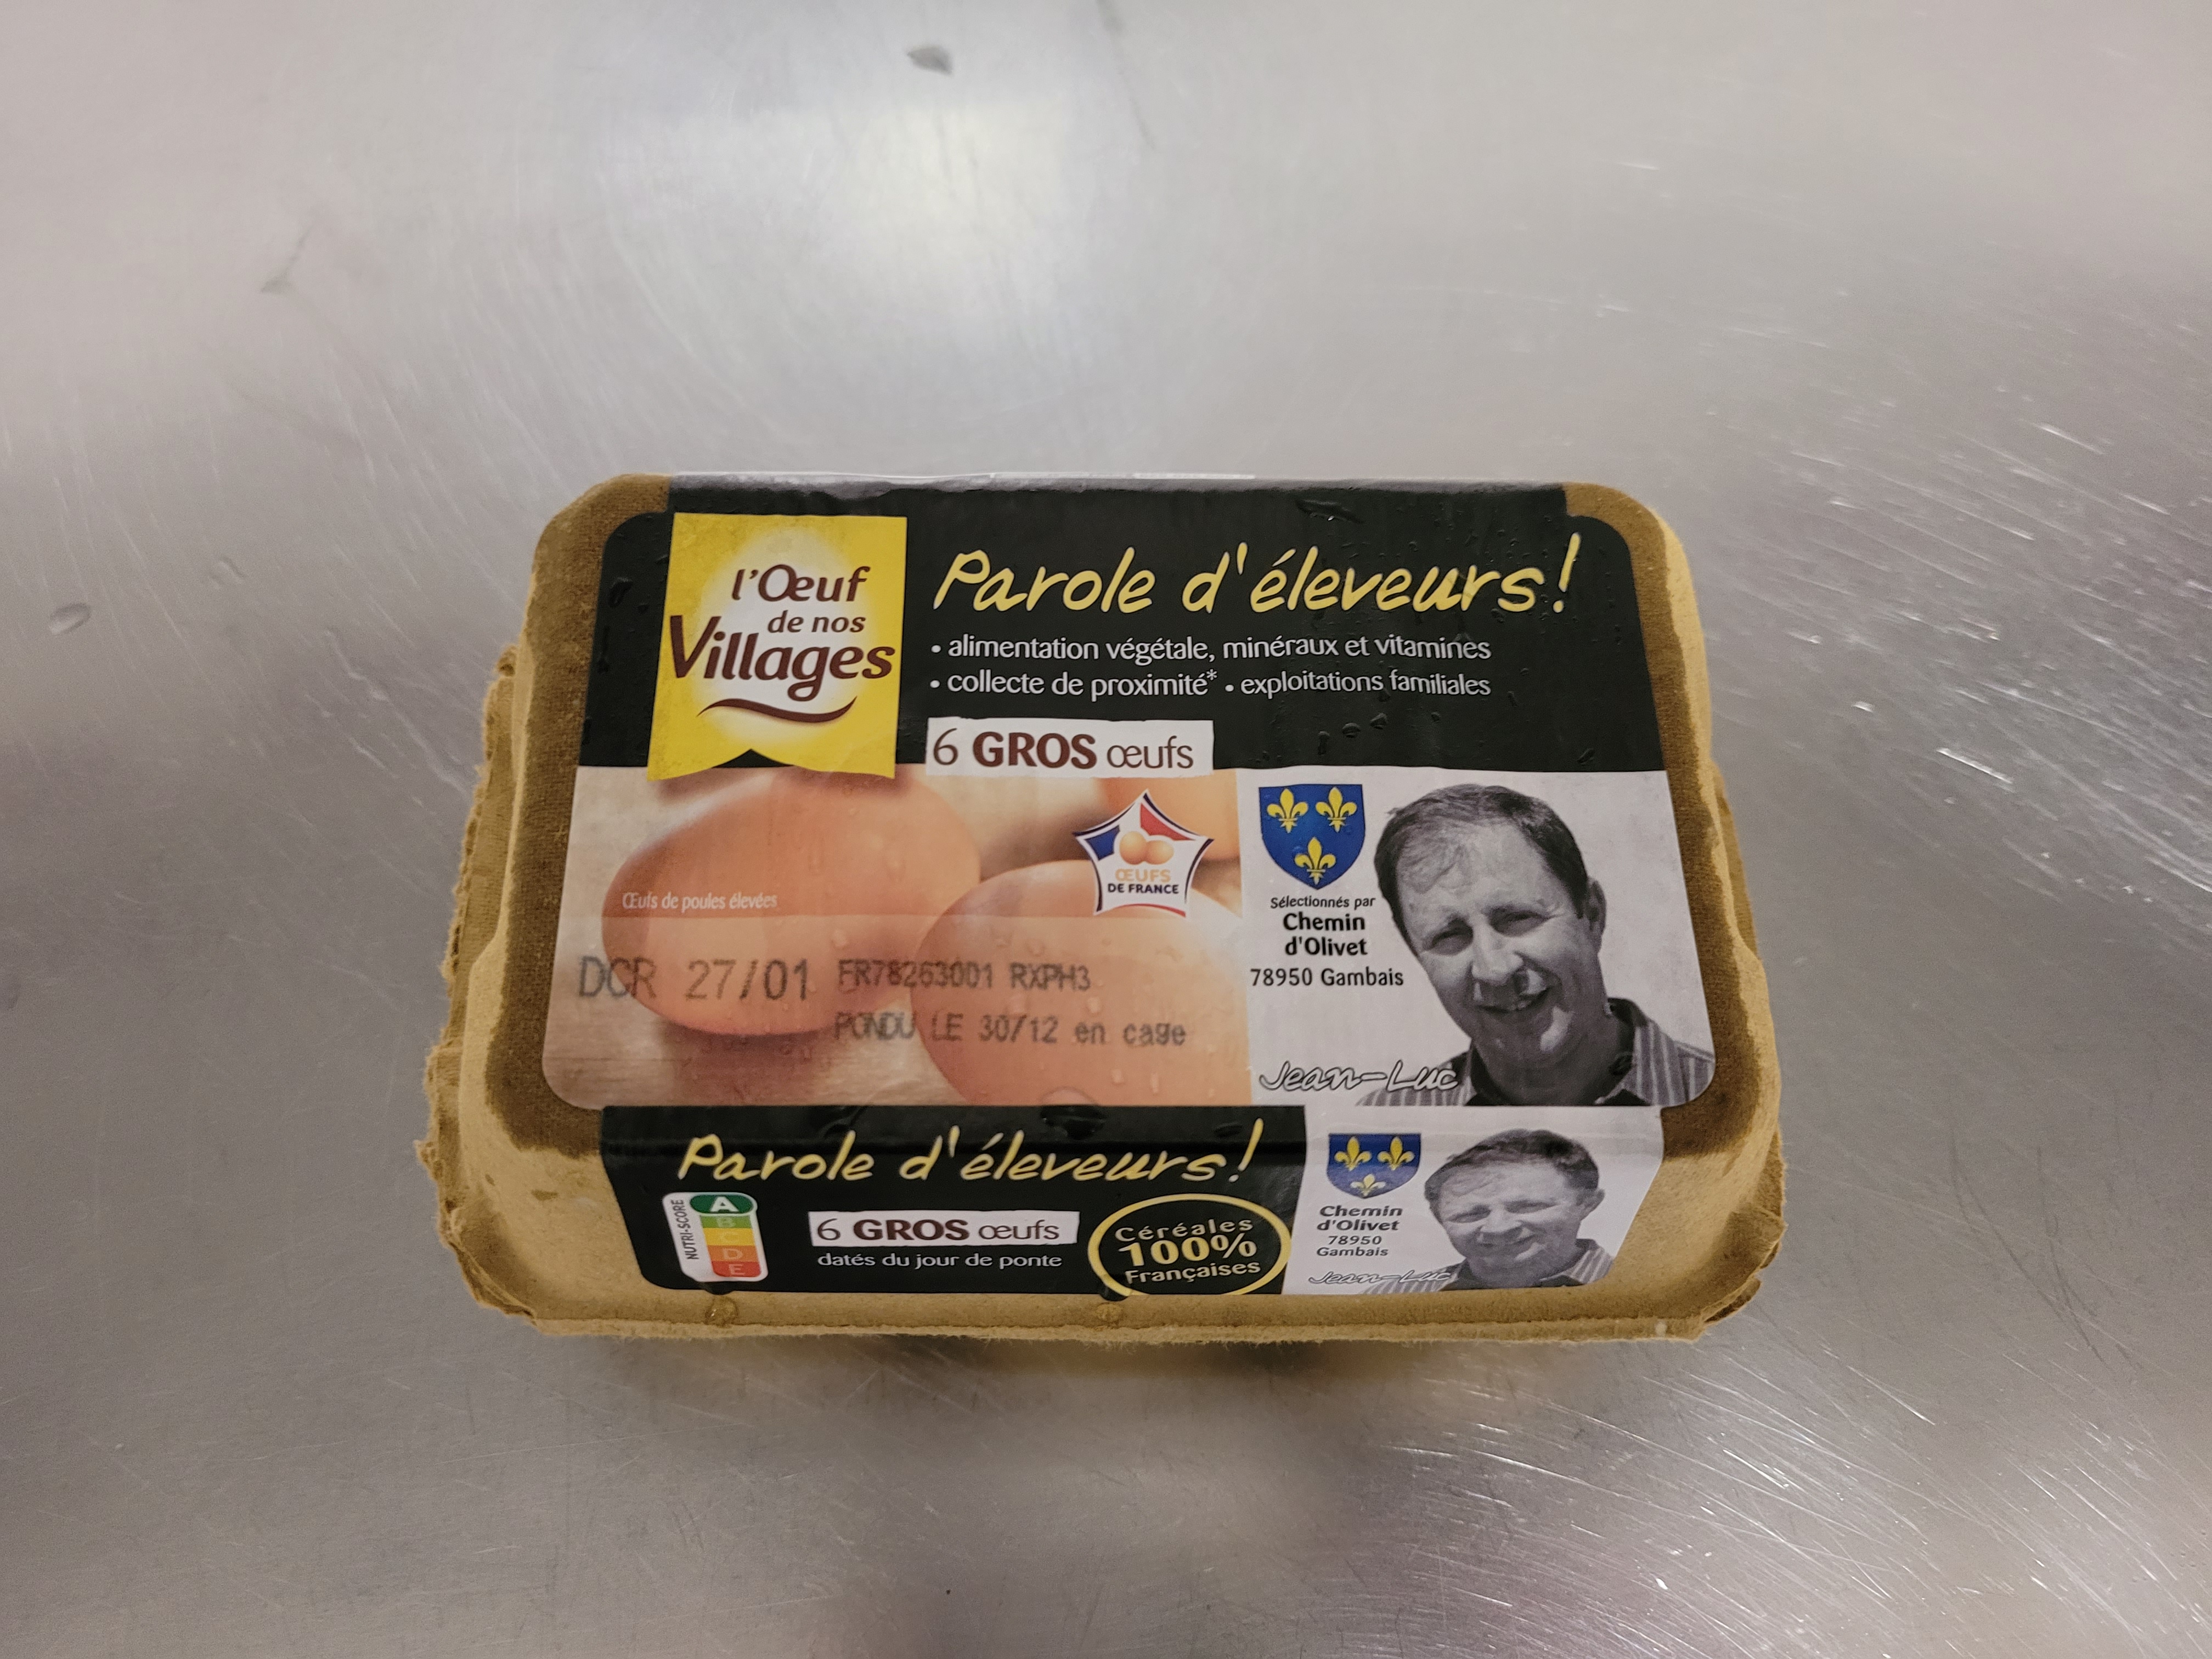 l'Œuf
de nos
Villages
Parole d'éleveurs!
• alimentation végétale, minéraux et vitamines
• collecte de proximité* • exploitations familiales
6 GROS œufs
ŒUFS
DE FRANCE
Œufs de poules élevées
DCR 27/01 FR78263001 RXPH3
PONDU LE 30/12 en cage
Sélectionnés par
Chemin
d'Olivet
78950 Gambais
Jean-Luc
Parole d'éleveurs!
NUTRI-SCORE
A
B
C
D
E
6 GROS œufs
datés du jour de ponte
Céréales
100%
Françaises
Chemin
d'Olivet
78950
Gambais
Jean-Luc